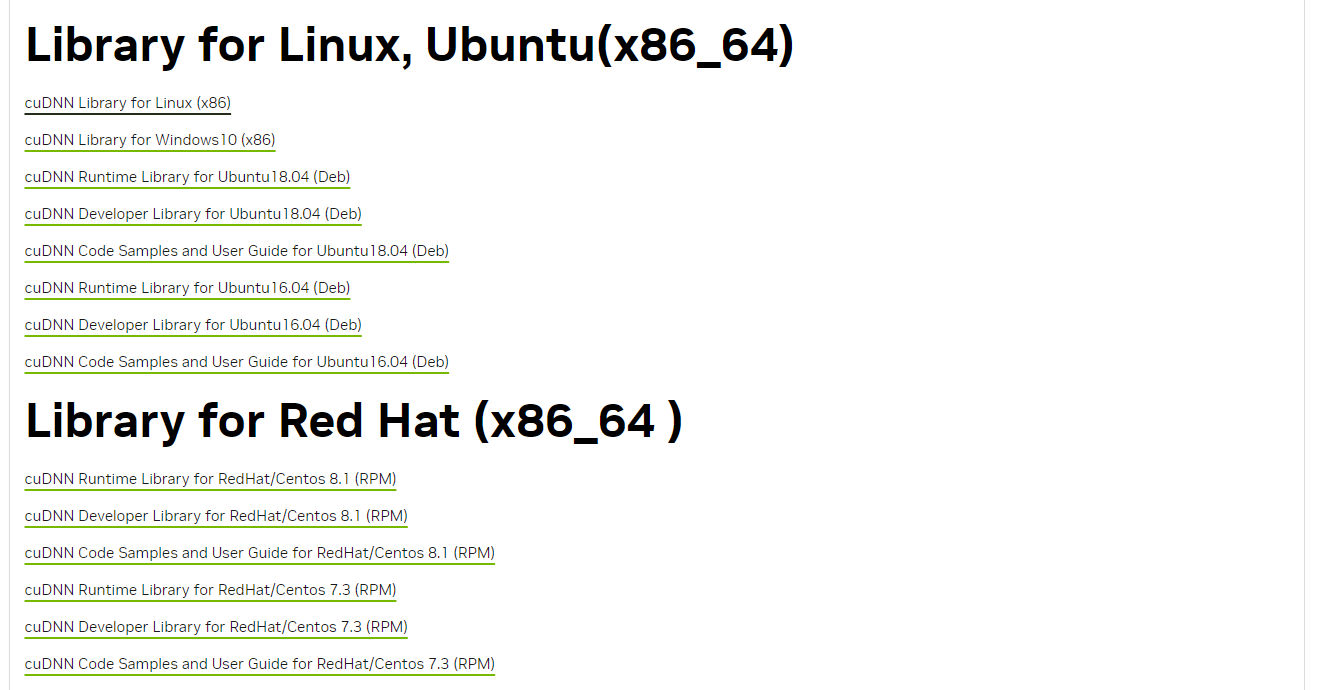 Library for Linux, Ubuntu(x86_64)
cuDNN Library for Linux (x86)
cuDNN Library for Windows10 (x86)
cuDNN Runtime Library for Ubuntu18.04 (Deb)
cuDNN Developer Library for Ubuntu18.04 (Deb)
cuDNN Code Samples and User Guide for Ubuntu18.04 (Deb)
cuDNN Runtime Library for Ubuntu16.04 (Deb)
cuDNN Developer Library for Ubuntu16.04 (Deb)
cuDNN Code Samples and User Guide for Ubuntu16.04 (Deb)
Library for Red Hat (x86_64 )
cuDNN Runtime Library for RedHat/Centos 8.1 (RPM)
cuDNN Developer Library for RedHat/Centos 8.1 (RPM)
cuDNN Code Samples and User Guide for RedHat/Centos 8.1 (RPM)
cuDNN Runtime Library for RedHat/Centos 7.3 (RPM)
cuDNN Developer Library for RedHat/Centos 7.3 (RPM)
cuDNN Code Samples and User Guide for RedHat/Centos 7.3 (RPM)